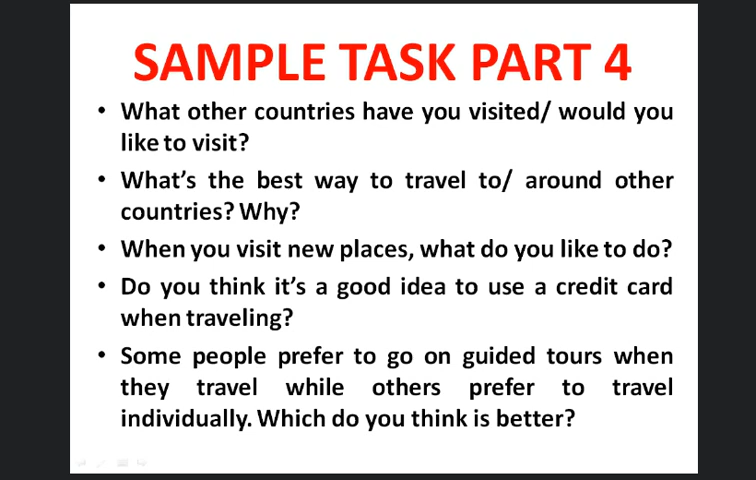 SAMPLE TASK PART 4
• What other countries have you visited/ would you
like to visit?
• What's the best way to travel to/ around other
countries? Why?
• When you visit new places, what do you like to do?
• Do you think it's a good idea to use a credit card
when traveling?
• Some people prefer to go on guided tours when
they travel while others prefer to travel
individually. Which do you think is better?